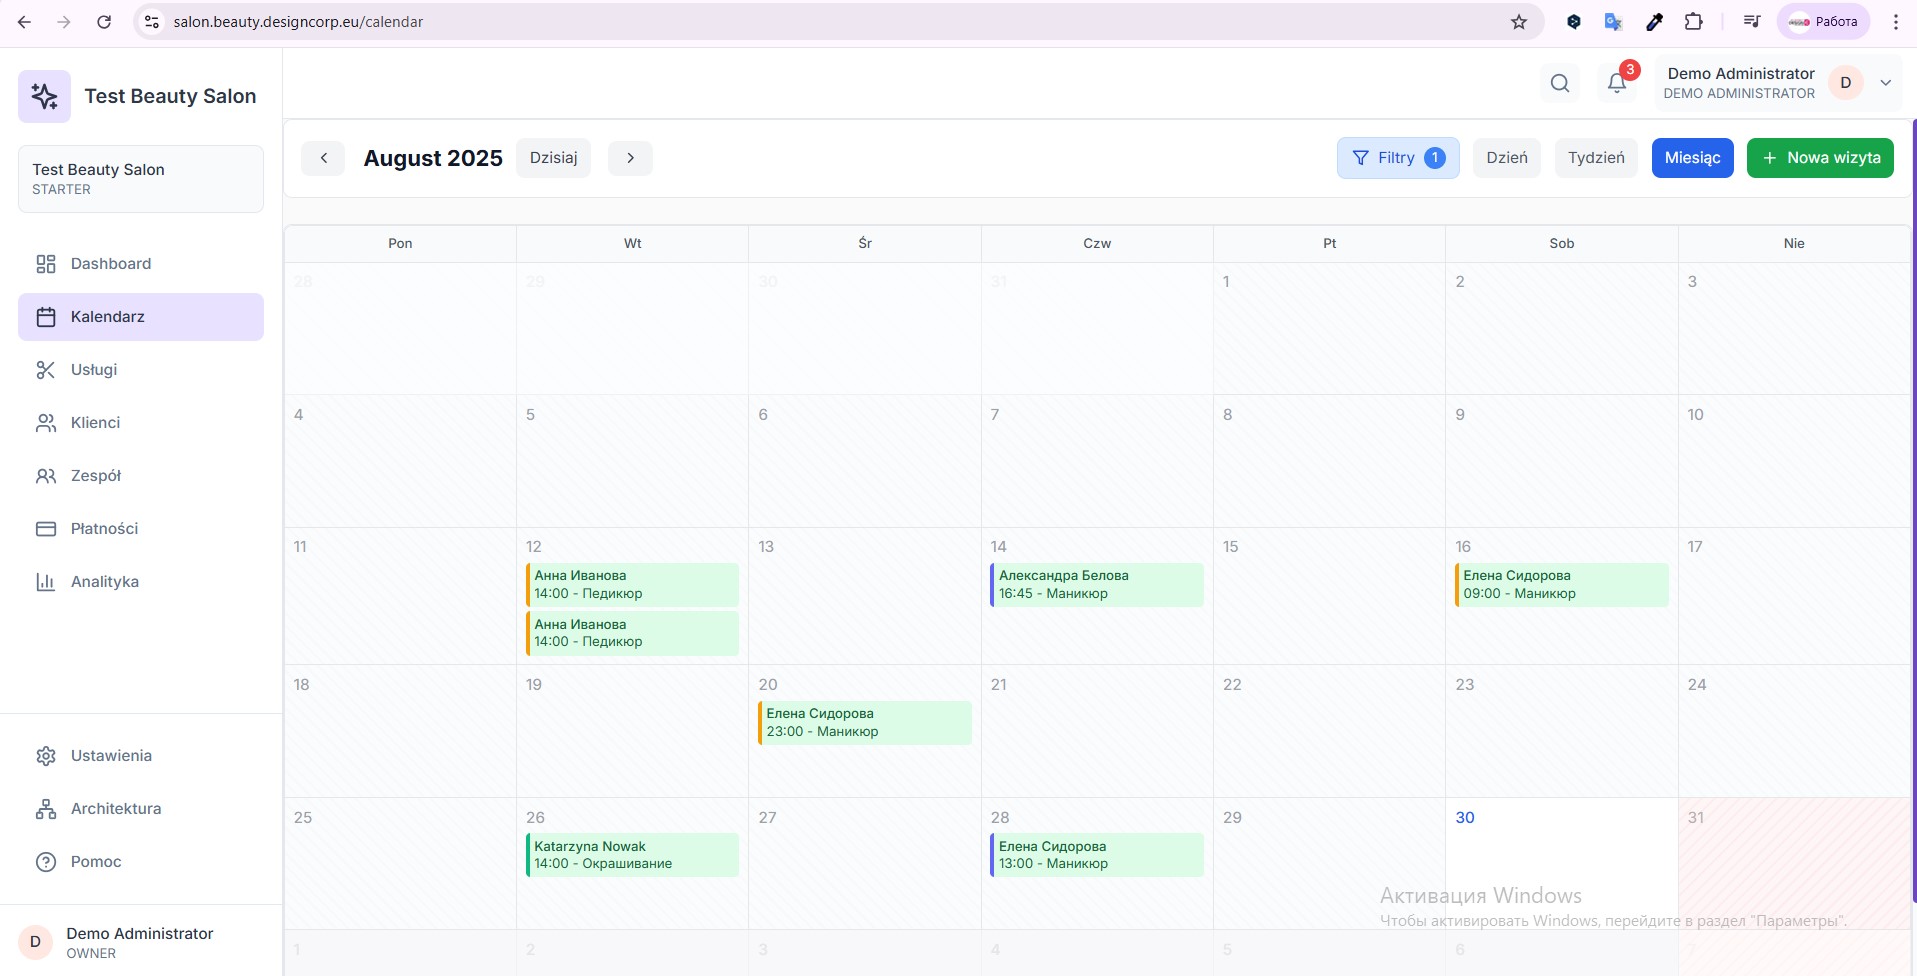 salon.beauty.designcorp.eu/calendar
Работа
Test Beauty Salon
3
Demo Administrator
DEMO ADMINISTRATOR
D
Test Beauty Salon
STARTER
August 2025
Dzisiaj
Filtry 1
Dzień
Tydzień
Miesiąc
+ Nowa wizyta
Dashboard
Kalendarz
Usługi
Klienci
Zespół
Płatności
Analityka
Ustawienia
Architektura
Pomoc
D
Demo Administrator
OWNER
Pon Wt Śr Czw Pt Sob Nie
28 29 30 31 1 2 3
4 5 6 7 8 9 10
11 12 13 14 15 16 17
Анна Иванова
14:00 - Педикюр
Анна Иванова
14:00 - Педикюр
Александра Белова
16:45 - Маникюр
Елена Сидорова
09:00 - Маникюр
18 19 20 21 22 23 24
Елена Сидорова
23:00 - Маникюр
25 26 27 28 29 30 31
Katarzyna Nowak
14:00 - Окрашивание
Елена Сидорова
13:00 - Маникюр
Активация Windows
Чтобы активировать Windows, перейдите в раздел "Параметры".
1 2 3 4 5 6